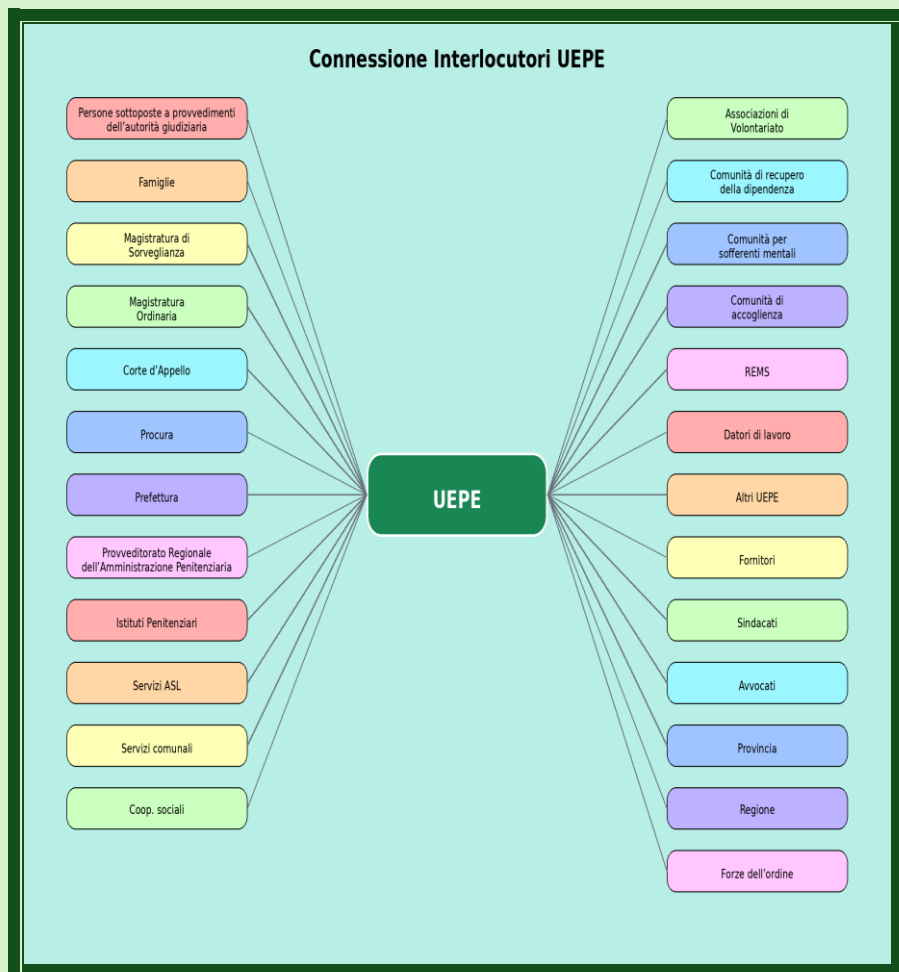 Connessione Interlocutori UEPE
Persone sottoposte a provvedimenti
dell'autorità giudiziaria
Famiglie
Magistratura di
Sorveglianza
Magistratura
Ordinaria
Corte d'Appello
Procura
Prefettura
Provveditorato Regionale
dell'Amministrazione Penitenziaria
Istituti Penitenziari
Servizi ASL
Servizi comunali
Coop. sociali
UEPE
Associazioni di
Volontariato
Comunità di recupero
della dipendenza
Comunità per
sofferenti mentali
Comunità di
accoglienza
REMS
Datori di lavoro
Altri UEPE
Fornitori
Sindacati
Avvocati
Provincia
Regione
Forze dell'ordine